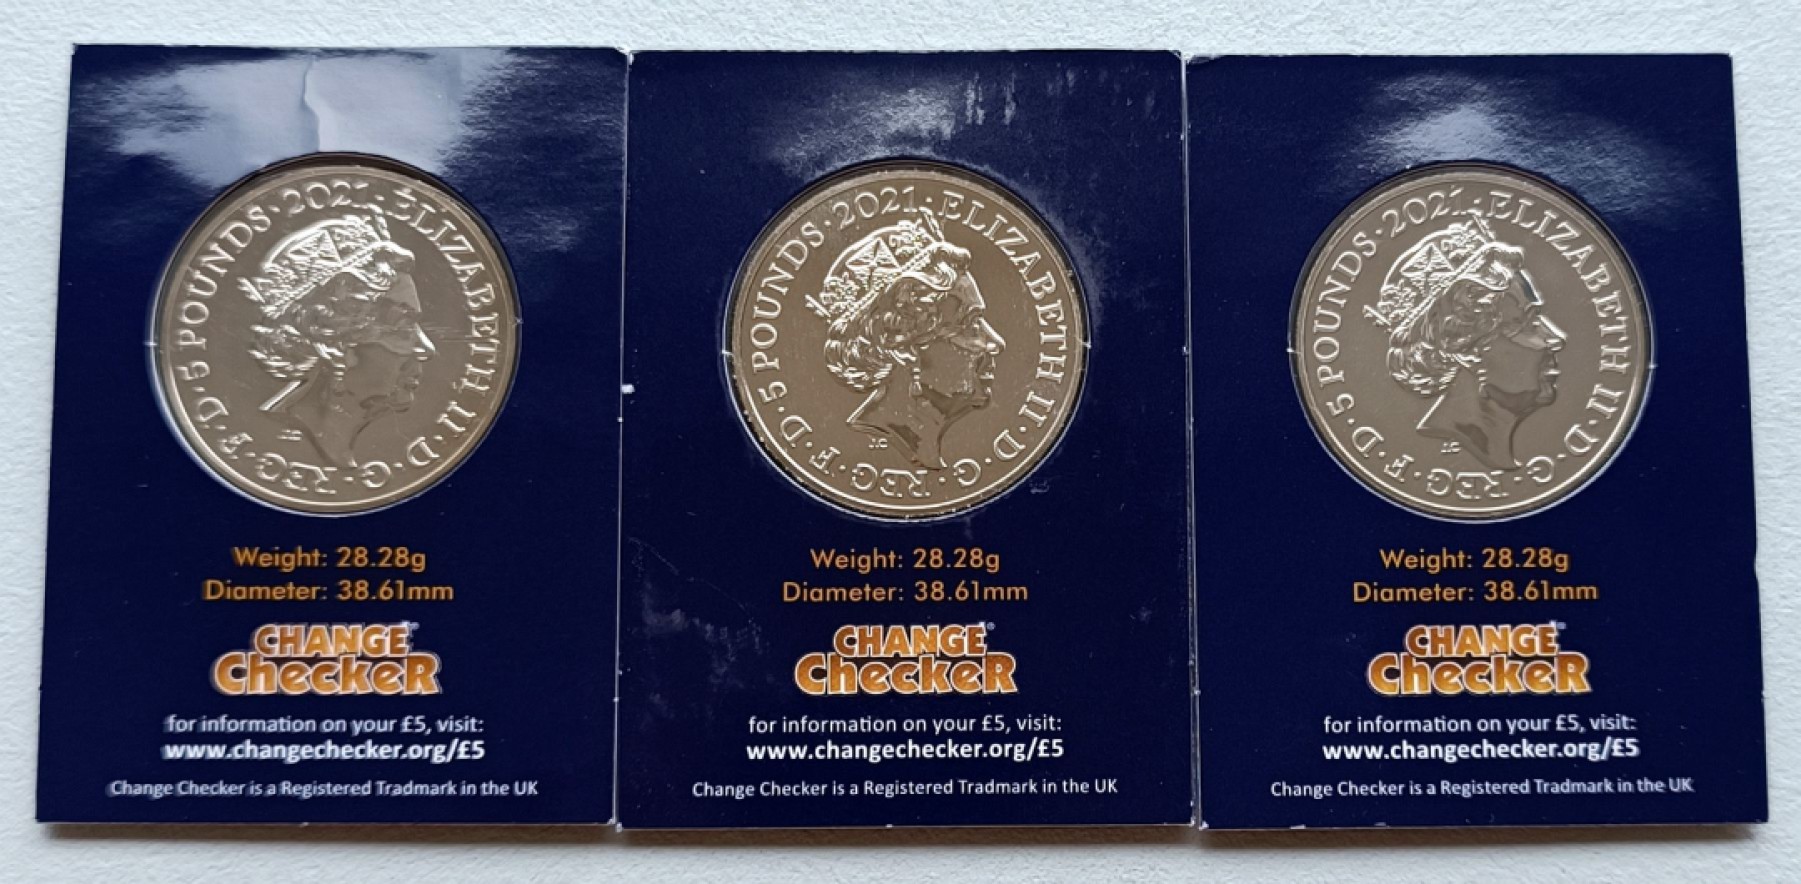 5 POUNDS · 2021 · ELIZABETH II · D · G · REG · F · D ·
J.C
Weight: 28.28g
Diameter: 38.61mm
CHANGE
CheckeR
for information on your £5, visit:
www.changechecker.org/£5
Change Checker is a Registered Tradmark in the UK
5 POUNDS · 2021 · ELIZABETH II · D · G · REG · F · D ·
J.C
Weight: 28.28g
Diameter: 38.61mm
CHANGE
CheckeR
for information on your £5, visit:
www.changechecker.org/£5
Change Checker is a Registered Tradmark in the UK
5 POUNDS · 2021 · ELIZABETH II · D · G · REG · F · D ·
J.C
Weight: 28.28g
Diameter: 38.61mm
CHANGE
CheckeR
for information on your £5, visit:
www.changechecker.org/£5
Change Checker is a Registered Tradmark in the UK